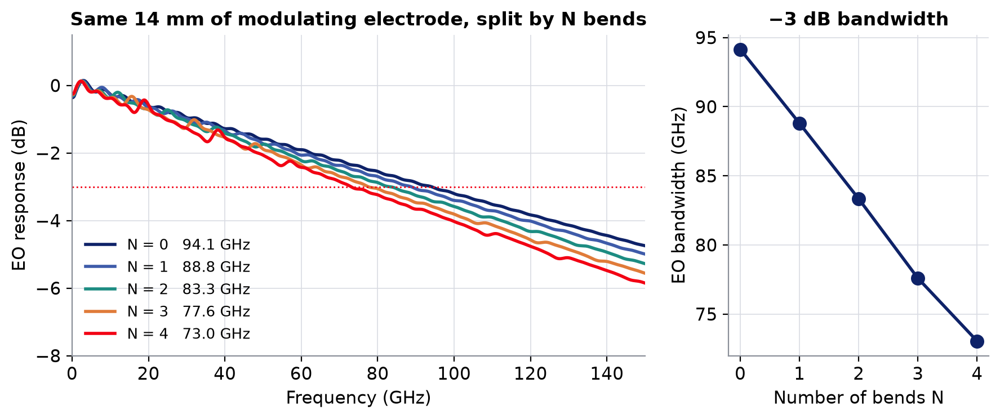 Same 14 mm of modulating electrode, split by N bends
EO response (dB)
0
−2
−4
−6
−8
N = 0 94.1 GHz
N = 1 88.8 GHz
N = 2 83.3 GHz
N = 3 77.6 GHz
N = 4 73.0 GHz
0 20 40 60 80 100 120 140
Frequency (GHz)
−3 dB bandwidth
EO bandwidth (GHz)
95
90
85
80
75
0 1 2 3 4
Number of bends N